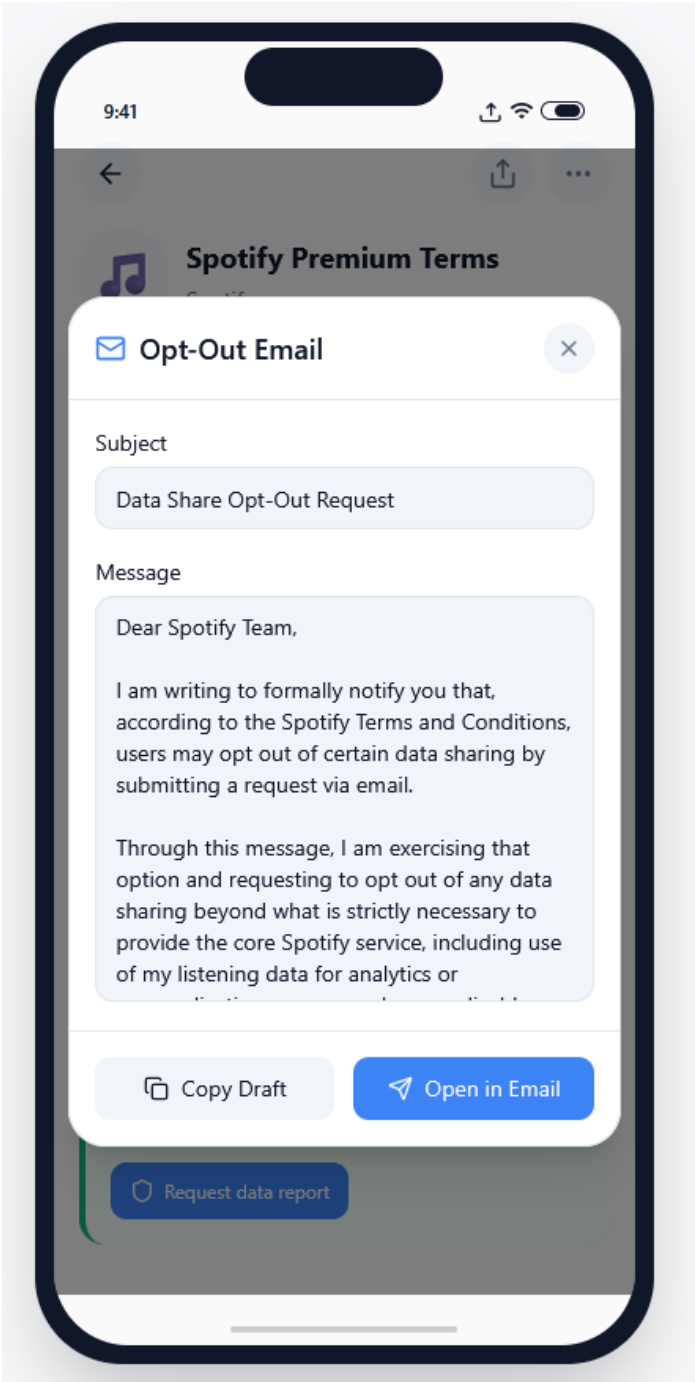 9:41
Spotify Premium Terms
Spotify
Opt-Out Email
Subject
Data Share Opt-Out Request
Message
Dear Spotify Team,
I am writing to formally notify you that,
according to the Spotify Terms and Conditions,
users may opt out of certain data sharing by
submitting a request via email.
Through this message, I am exercising that
option and requesting to opt out of any data
sharing beyond what is strictly necessary to
provide the core Spotify service, including use
of my listening data for analytics or
Copy Draft
Open in Email
Request data report